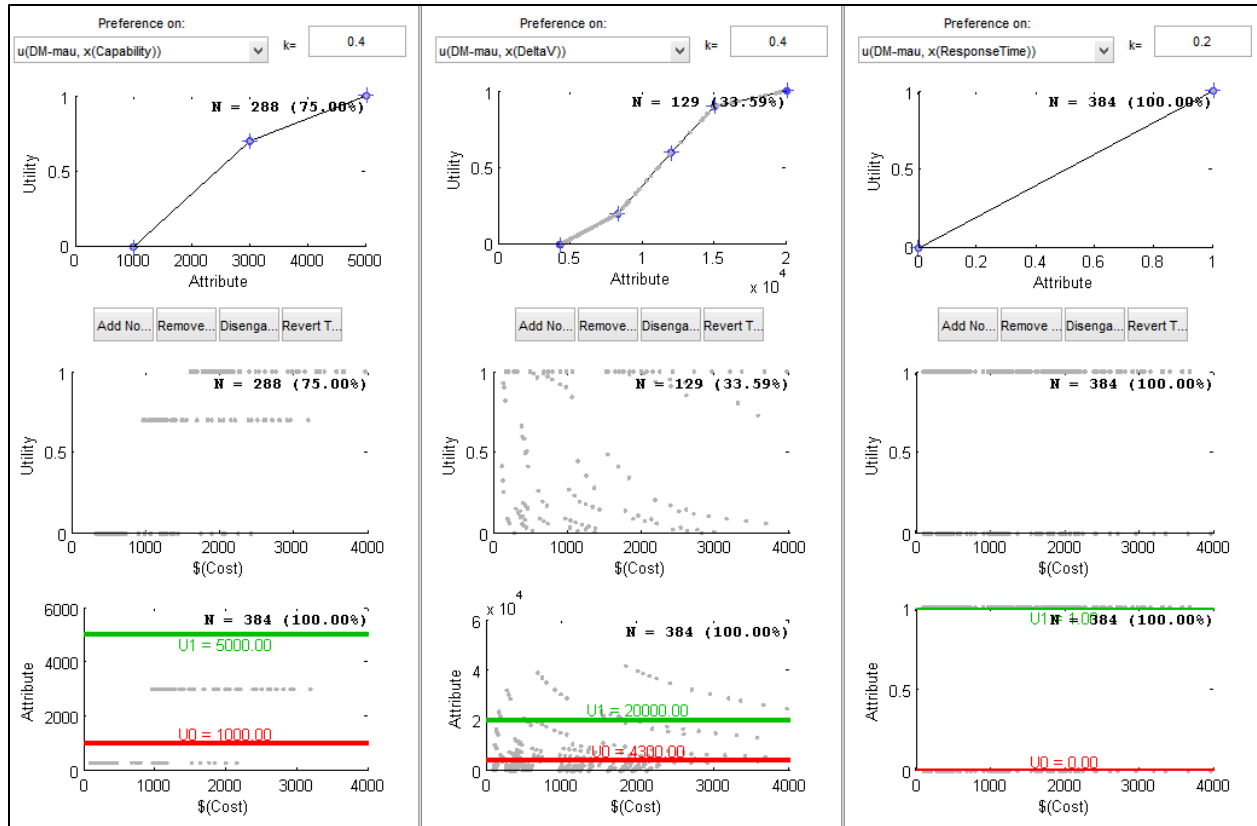 Preference on:
u(DM-mau, x(Capability))
k=
0.4
1
N = 288 (75.00%)
0.5
Utility
0
0 1000 2000 3000 4000 5000
Attribute
Add No... Remove... Disenga... Revert T...
1
N = 288 (75.00%)
0.5
Utility
0
0 1000 2000 3000 4000
$(Cost)
6000
N = 384 (100.00%)
U1 = 5000.00
4000
Attribute
2000
U0 = 1000.00
0
0 1000 2000 3000 4000
$(Cost)
Preference on:
u(DM-mau, x(DeltaV))
k=
0.4
1
N = 129 (33.59%)
0.5
Utility
0
0 0.5 1 1.5 2
Attribute
x 10^4
Add No... Remove... Disenga... Revert T...
1
N = 129 (33.59%)
0.5
Utility
0
0 1000 2000 3000 4000
$(Cost)
x 10^4
6
N = 384 (100.00%)
4
Attribute
U1 = 20000.00
2
U0 = 4300.00
0
0 1000 2000 3000 4000
$(Cost)
Preference on:
u(DM-mau, x(ResponseTime))
k=
0.2
1
N = 384 (100.00%)
0.5
Utility
0
0 0.2 0.4 0.6 0.8 1
Attribute
Add No... Remove ... Disenga... Revert T...
1
N = 384 (100.00%)
0.5
Utility
0
0 1000 2000 3000 4000
$(Cost)
1
N = 384 (100.00%)
U1 = 1.00
0.5
Attribute
U0 = 0.00
0
0 1000 2000 3000 4000
$(Cost)